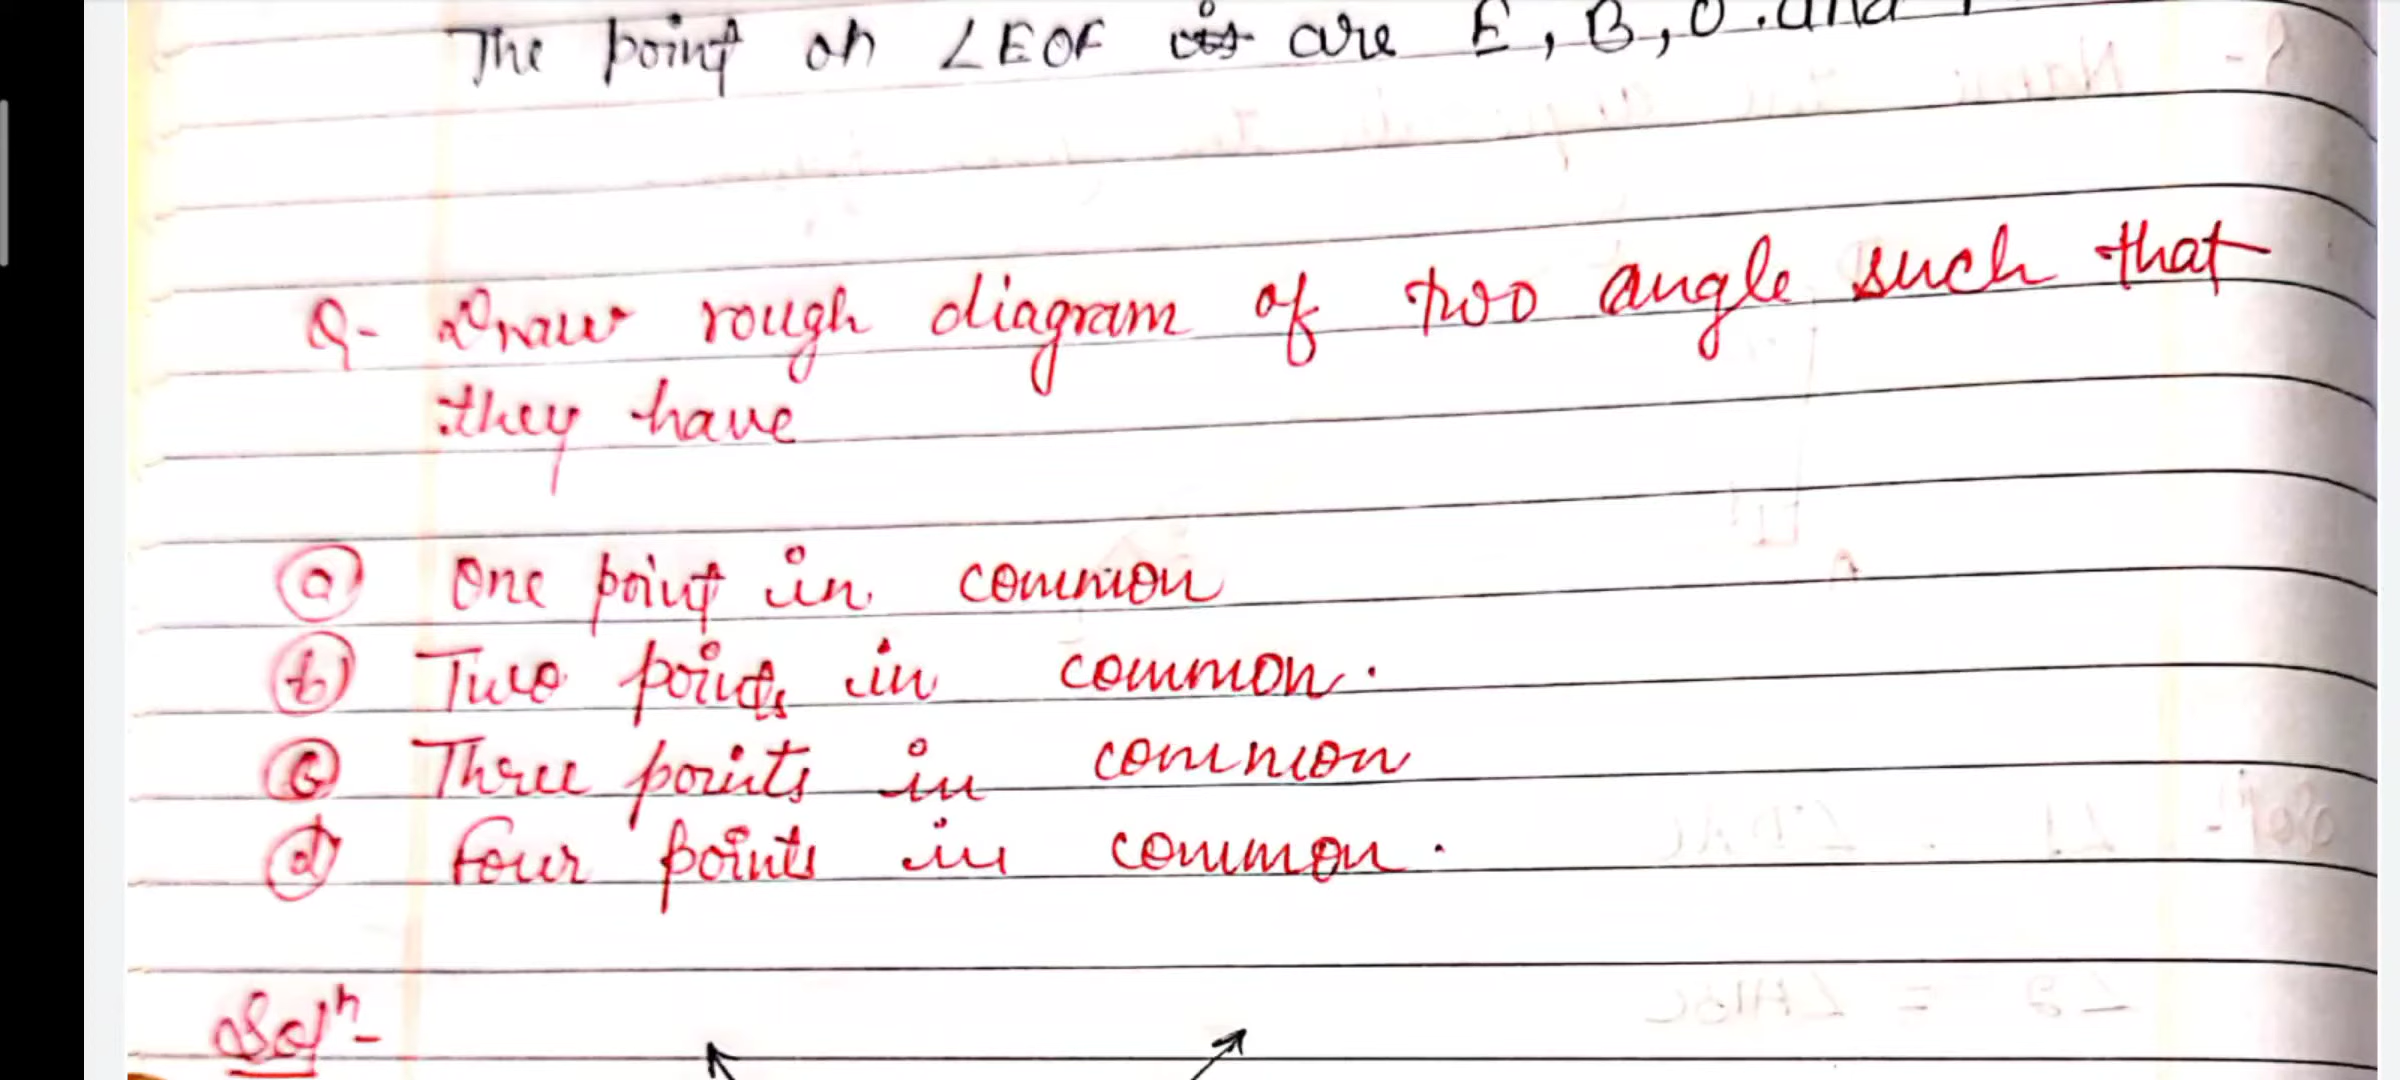 The point on ∠EOF are E, B, O. and
Q- Draw rough diagram of two angle such that
they have
(a) One point in common
(b) Two points in common.
(c) Three points in common
(d) Four points in common.
Solⁿ-